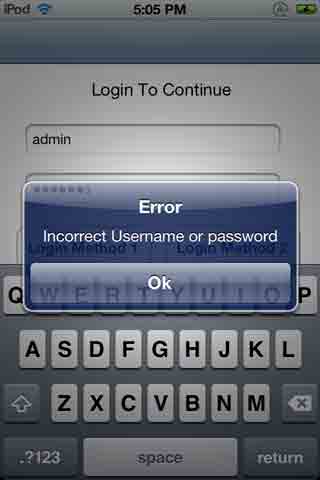 iPod 5:05 PM
Login To Continue
admin
Error
Incorrect Username or password
Login Method 1 Login Method 2
Ok
Q W E R T Y U I O P
A S D F G H J K L
Z X C V B N M
.?123 space return